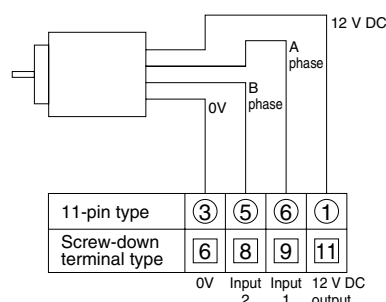 12 V DC
A
phase
B
phase
0V
11-pin type ③ ⑤ ⑥ ①
Screw-down
terminal type 6 8 9 11
0V Input Input 12 V DC
2 1 output